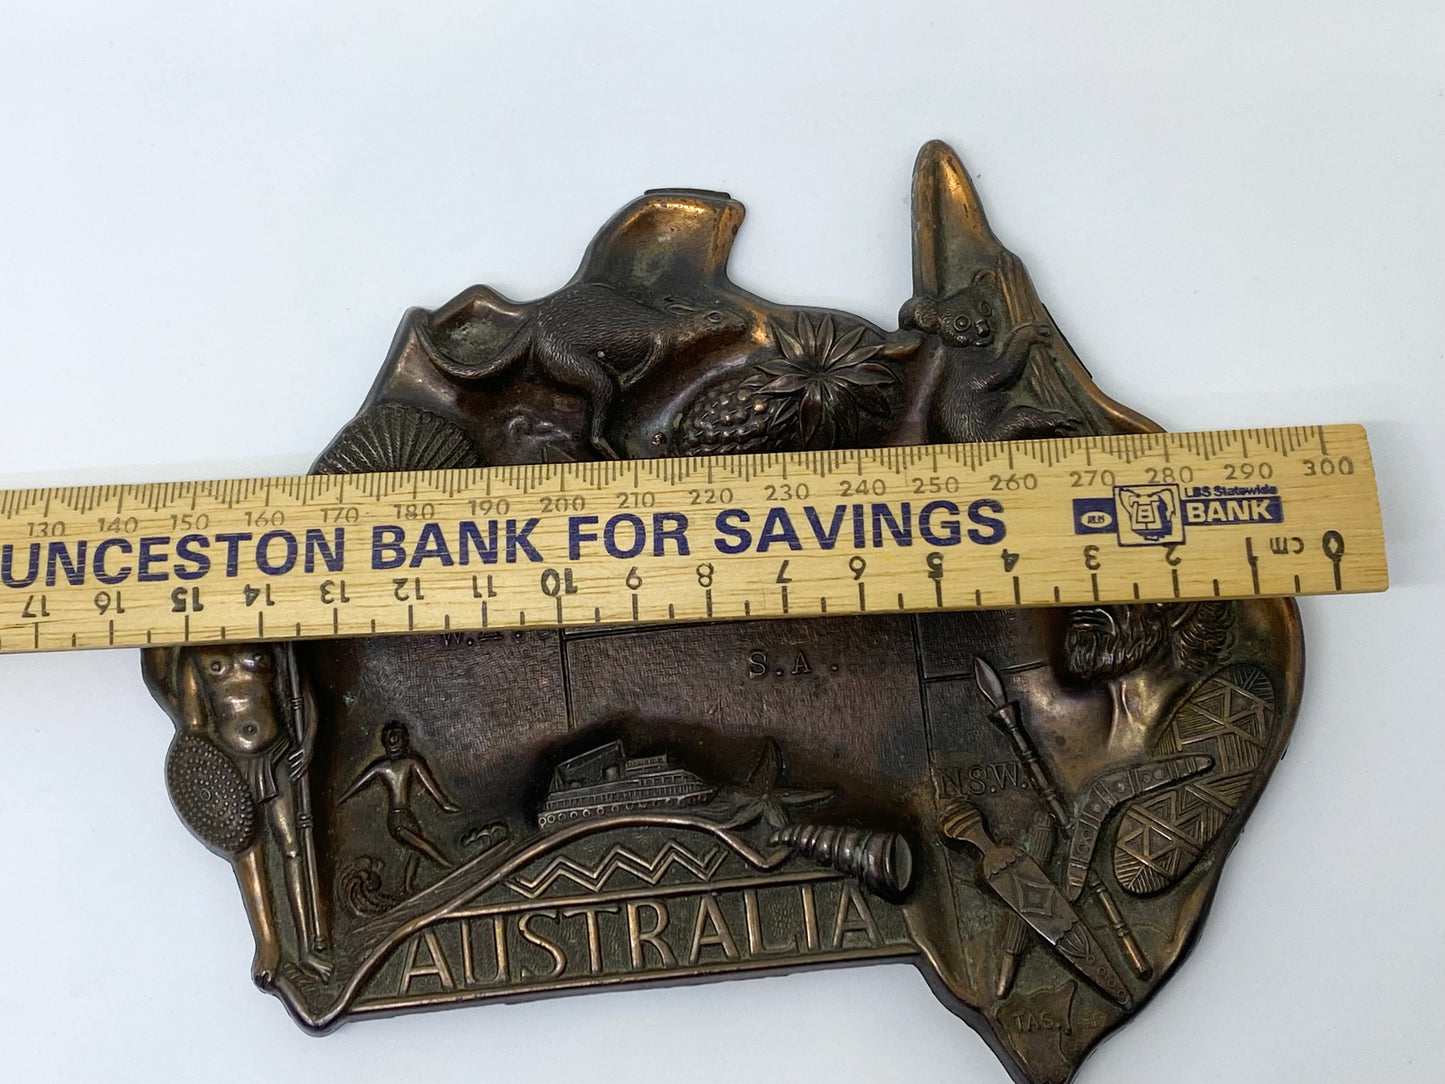 130 140 150 160 170 180 190 200 210 220 230 240 250 260 270 280 290 300
UNCESTON BANK FOR SAVINGS
LBS Statewide
BANK
17 16 15 14 13 12 11 10 9 8 7 6 5 4 3 2 1 cm 0
W.A.
S.A.
N.S.W.
AUSTRALIA
TAS.